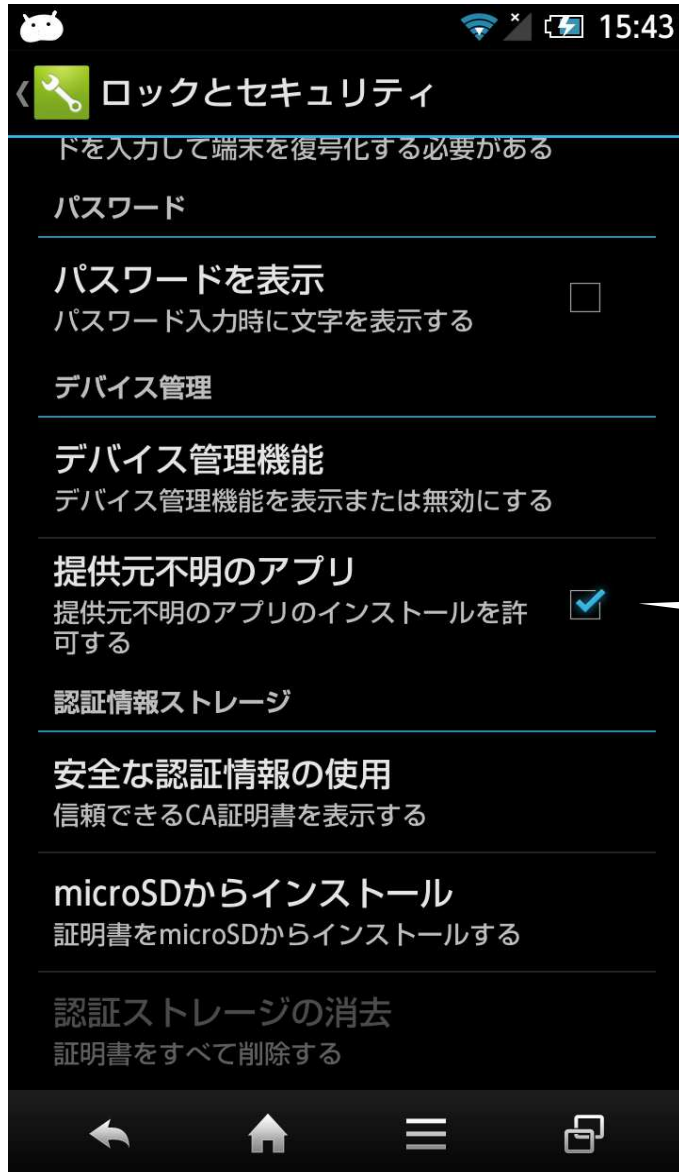 15:43
ロックとセキュリティ
ドを入力して端末を復号化する必要がある
パスワード
パスワードを表示
パスワード入力時に文字を表示する
デバイス管理
デバイス管理機能
デバイス管理機能を表示または無効にする
提供元不明のアプリ
提供元不明のアプリのインストールを許
可する
認証情報ストレージ
安全な認証情報の使用
信頼できるCA証明書を表示する
microSDからインストール
証明書をmicroSDからインストールする
認証ストレージの消去
証明書をすべて削除する